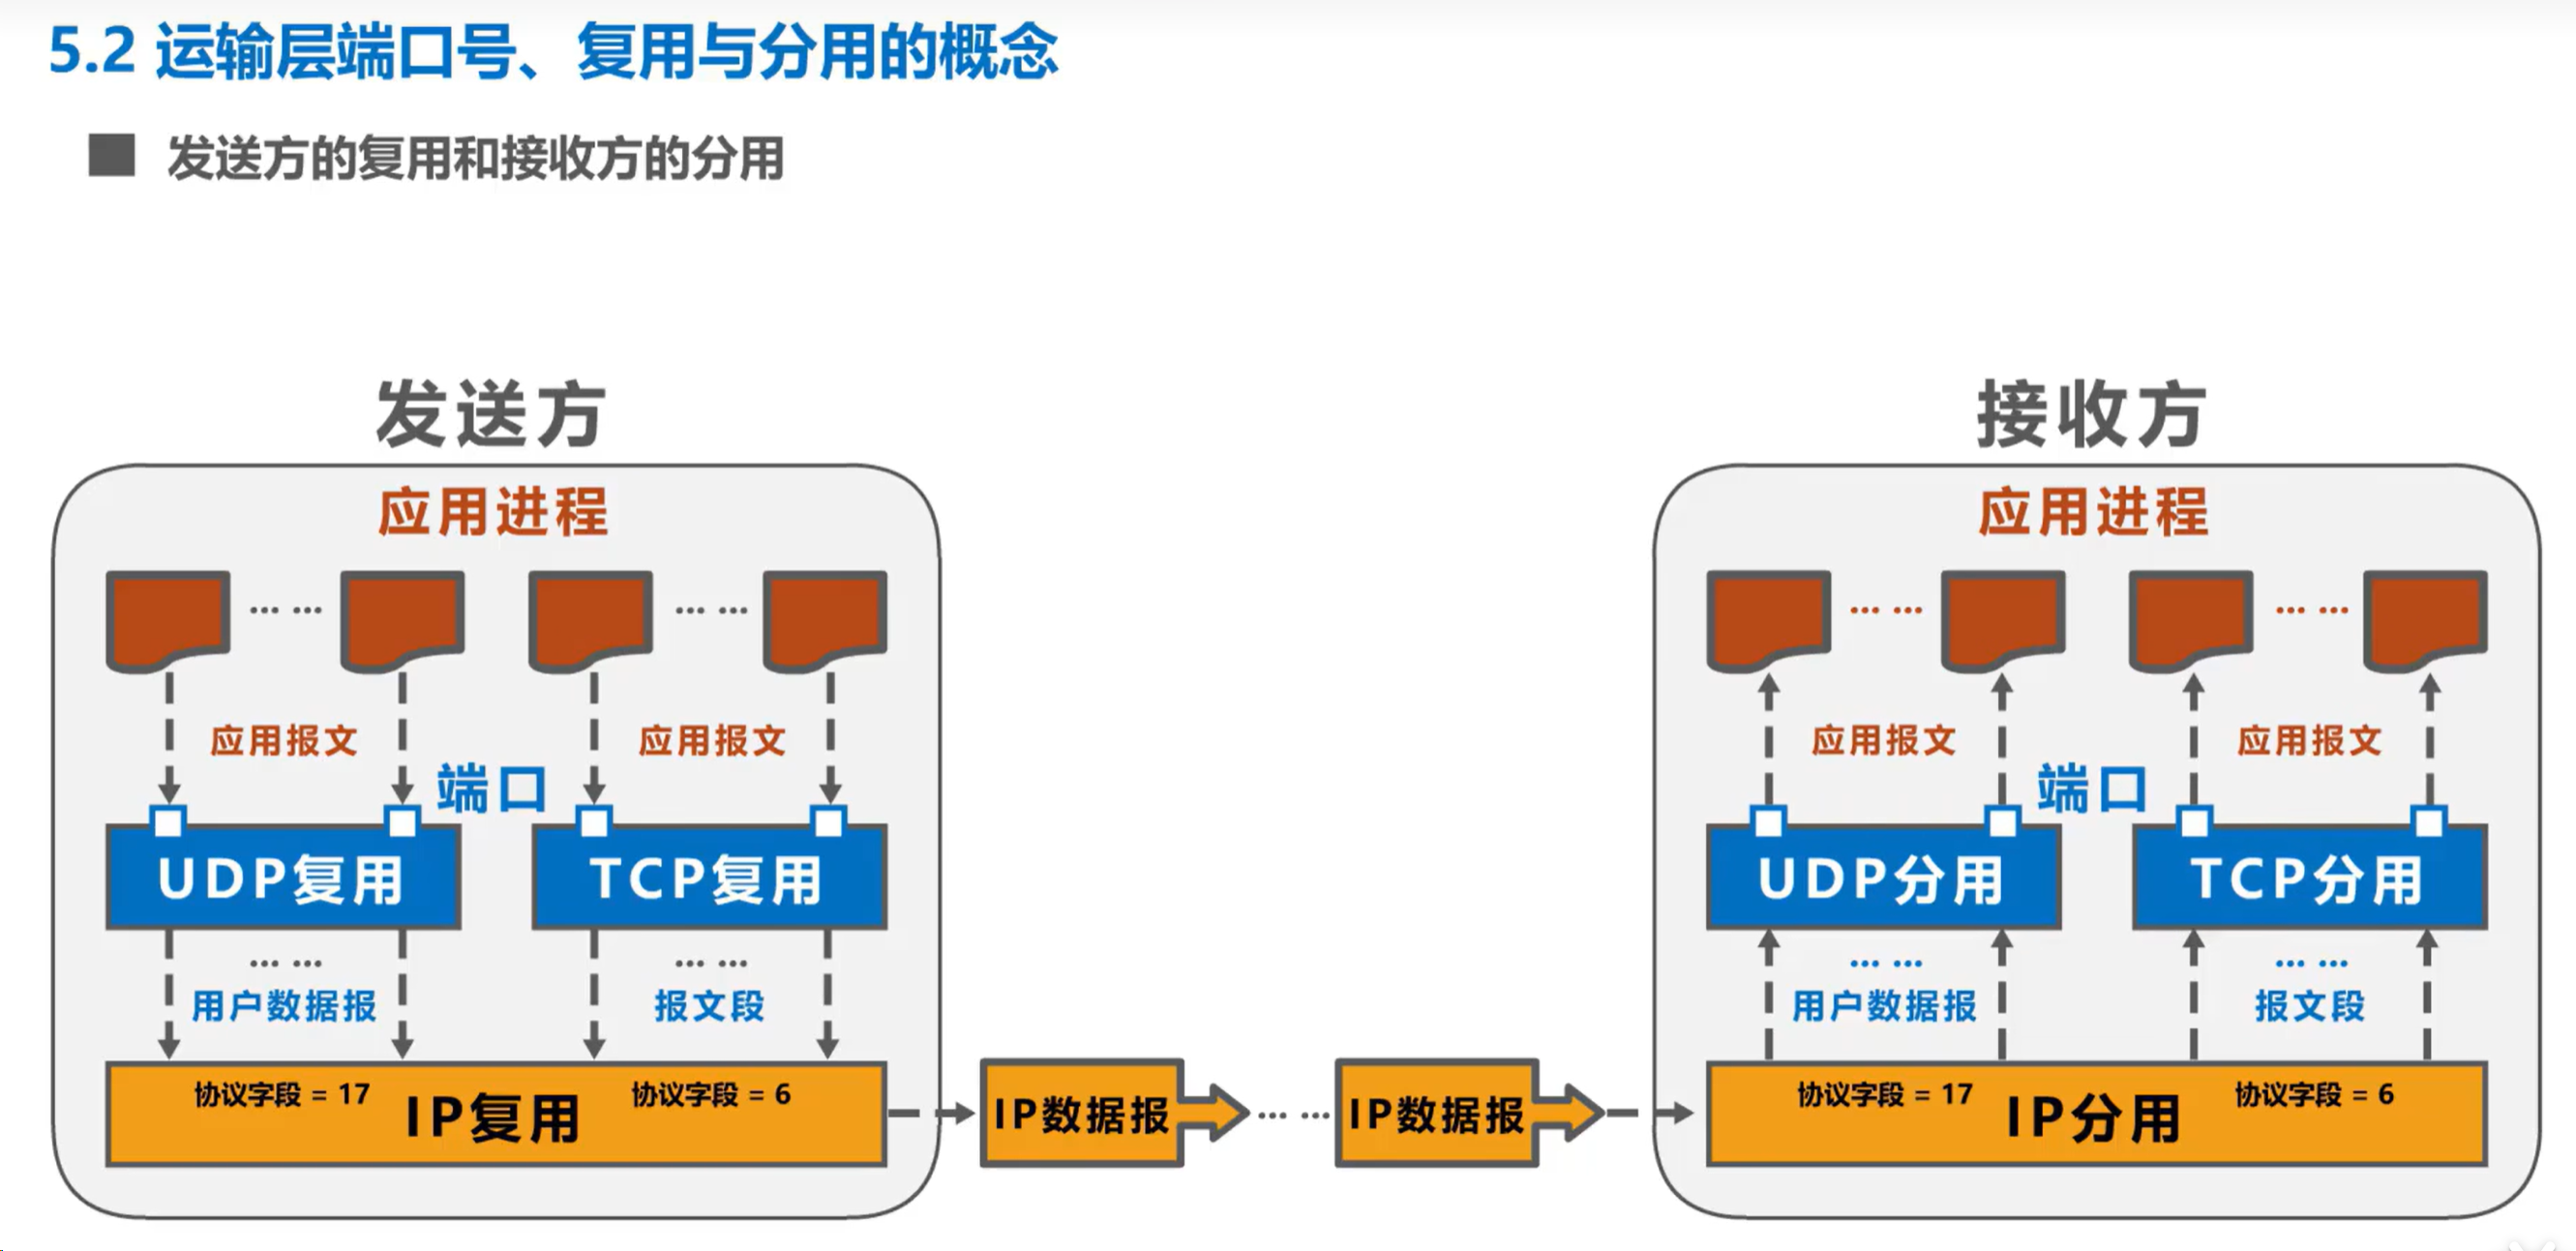 5.2 运输层端口号、复用与分用的概念
发送方的复用和接收方的分用
发送方
应用进程
... ...
... ...
应用报文
应用报文
端口
UDP复用
TCP复用
... ...
... ...
用户数据报
报文段
协议字段 = 17
IP复用
协议字段 = 6
IP数据报
... ...
IP数据报
接收方
应用进程
... ...
... ...
应用报文
应用报文
端口
UDP分用
TCP分用
... ...
... ...
用户数据报
报文段
协议字段 = 17
IP分用
协议字段 = 6